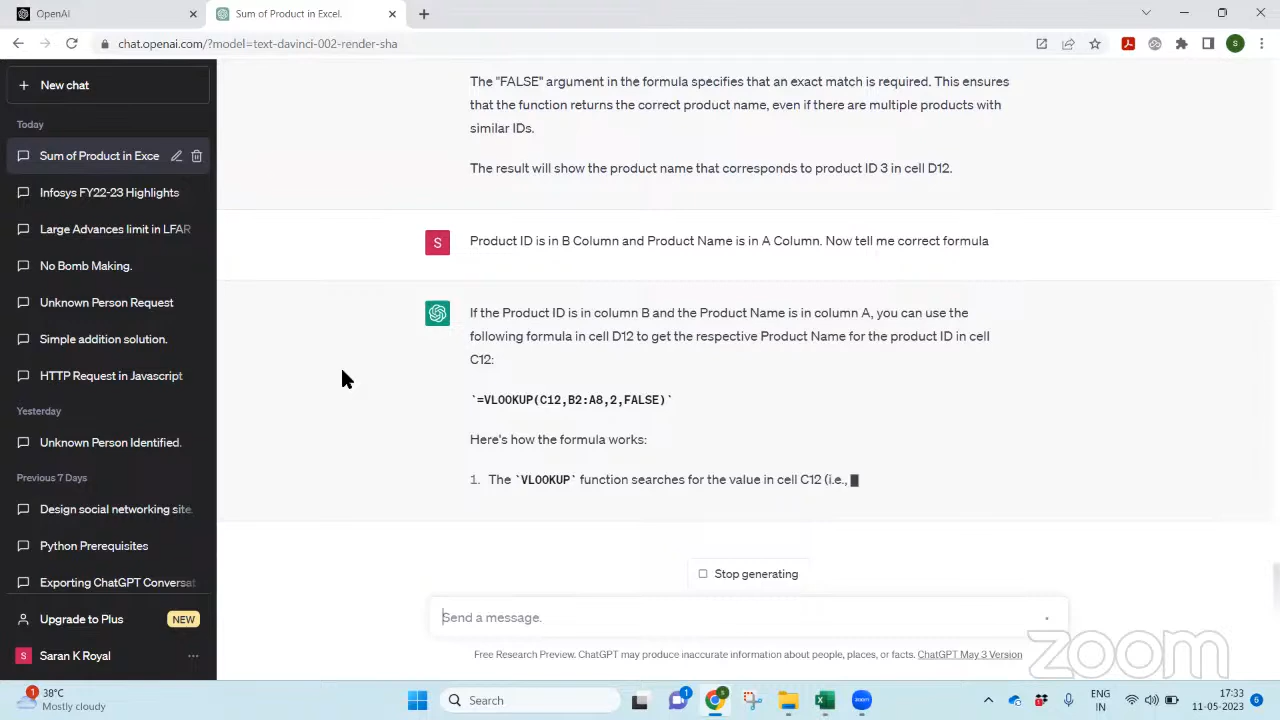 OpenAI
Sum of Product in Excel.
chat.openai.com/?model=text-davinci-002-render-sha
S
New chat
Today
Sum of Product in Exce
Infosys FY22-23 Highlights
Large Advances limit in LFAR
No Bomb Making.
Unknown Person Request
Simple addition solution.
HTTP Request in Javascript
Yesterday
Unknown Person Identified.
Previous 7 Days
Design social networking site
Python Prerequisites
Exporting ChatGPT Conversat
Upgrade to Plus
NEW
S
Saran K Royal
The "FALSE" argument in the formula specifies that an exact match is required. This ensures
that the function returns the correct product name, even if there are multiple products with
similar IDs.
The result will show the product name that corresponds to product ID 3 in cell D12.
S
Product ID is in B Column and Product Name is in A Column. Now tell me correct formula
If the Product ID is in column B and the Product Name is in column A, you can use the
following formula in cell D12 to get the respective Product Name for the product ID in cell
C12:
`=VLOOKUP(C12,B2:A8,2,FALSE)`
Here's how the formula works:
1. The `VLOOKUP` function searches for the value in cell C12 (i.e.,
Stop generating
Send a message.
Free Research Preview. ChatGPT may produce inaccurate information about people, places, or facts. ChatGPT May 3 Version
zoom
1
38°C
Mostly cloudy
Search
1
S
zoom
ENG
IN
17:33
11-05-2023
6